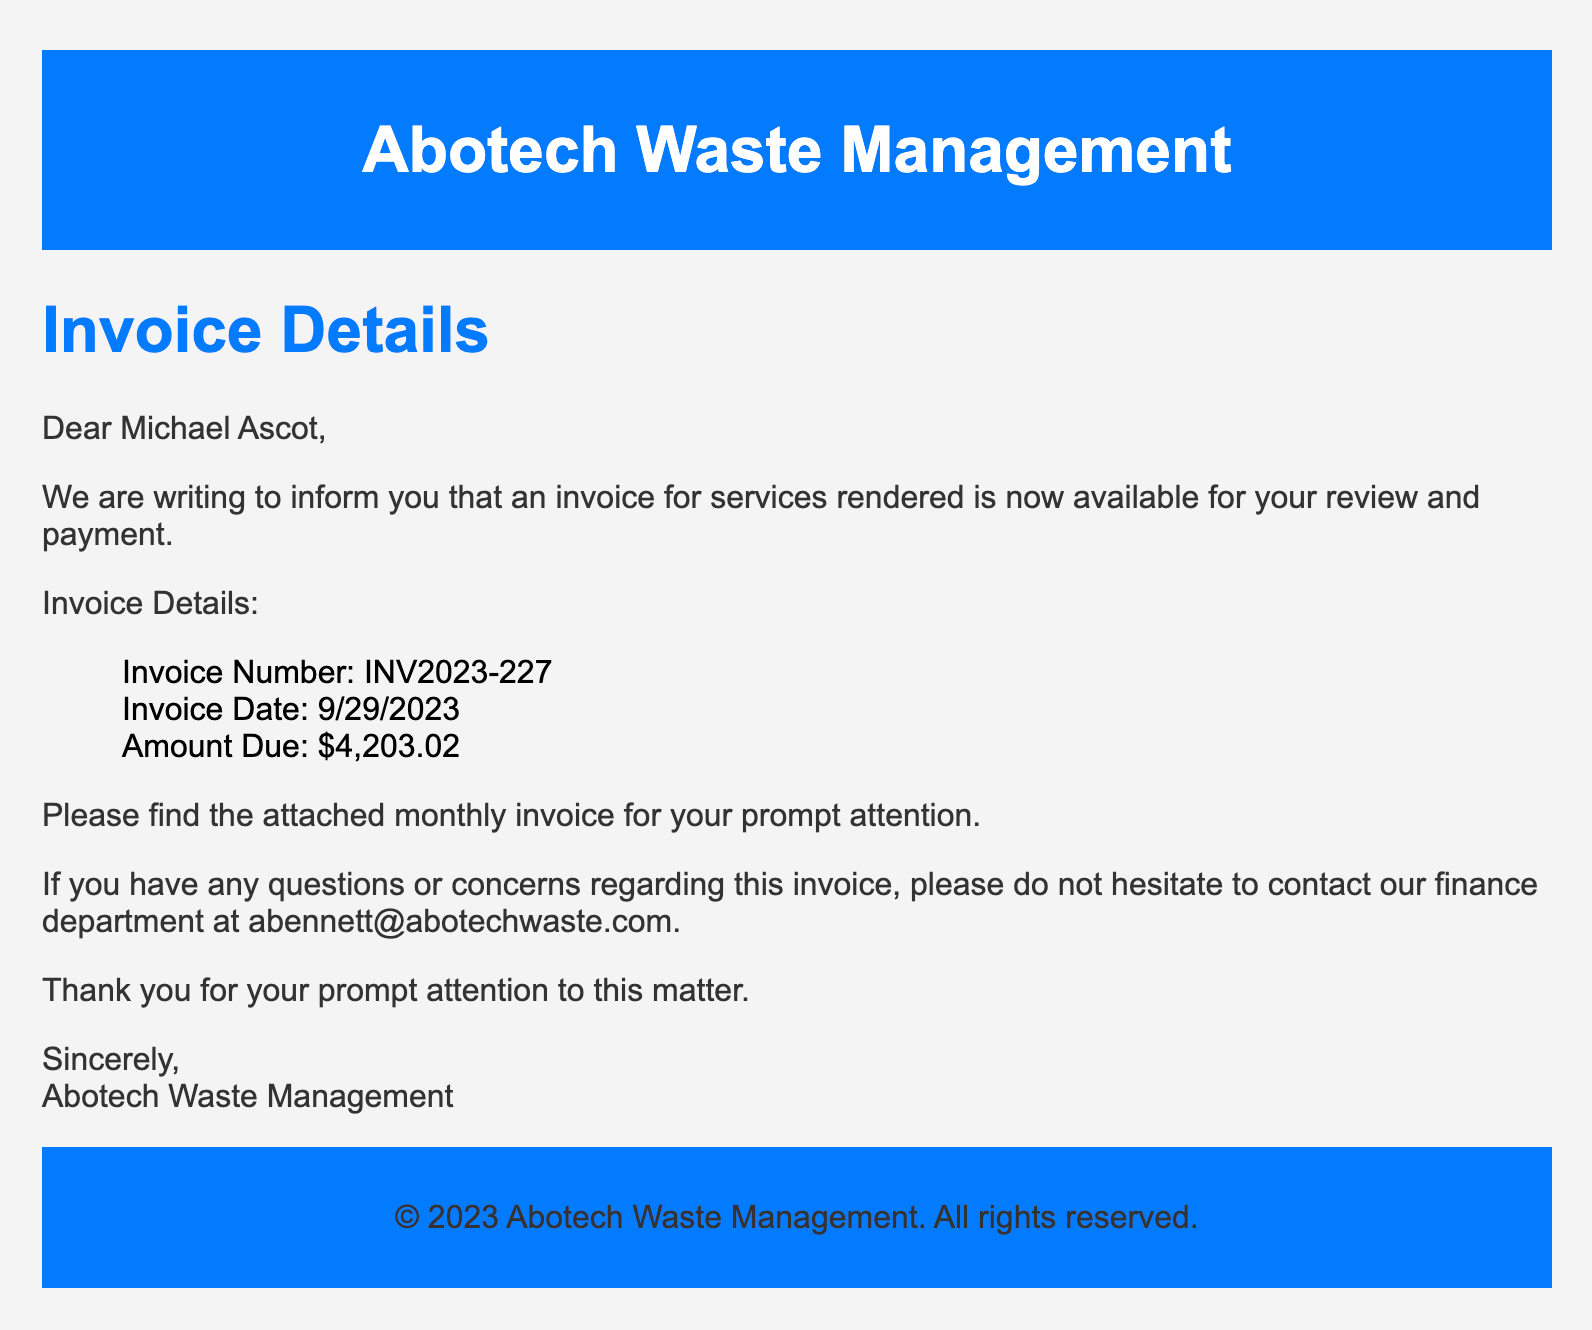 Abotech Waste Management
Invoice Details
Dear Michael Ascot,
We are writing to inform you that an invoice for services rendered is now available for your review and
payment.
Invoice Details:
Invoice Number: INV2023-227
Invoice Date: 9/29/2023
Amount Due: $4,203.02
Please find the attached monthly invoice for your prompt attention.
If you have any questions or concerns regarding this invoice, please do not hesitate to contact our finance
department at abennett@abotechwaste.com.
Thank you for your prompt attention to this matter.
Sincerely,
Abotech Waste Management
© 2023 Abotech Waste Management. All rights reserved.